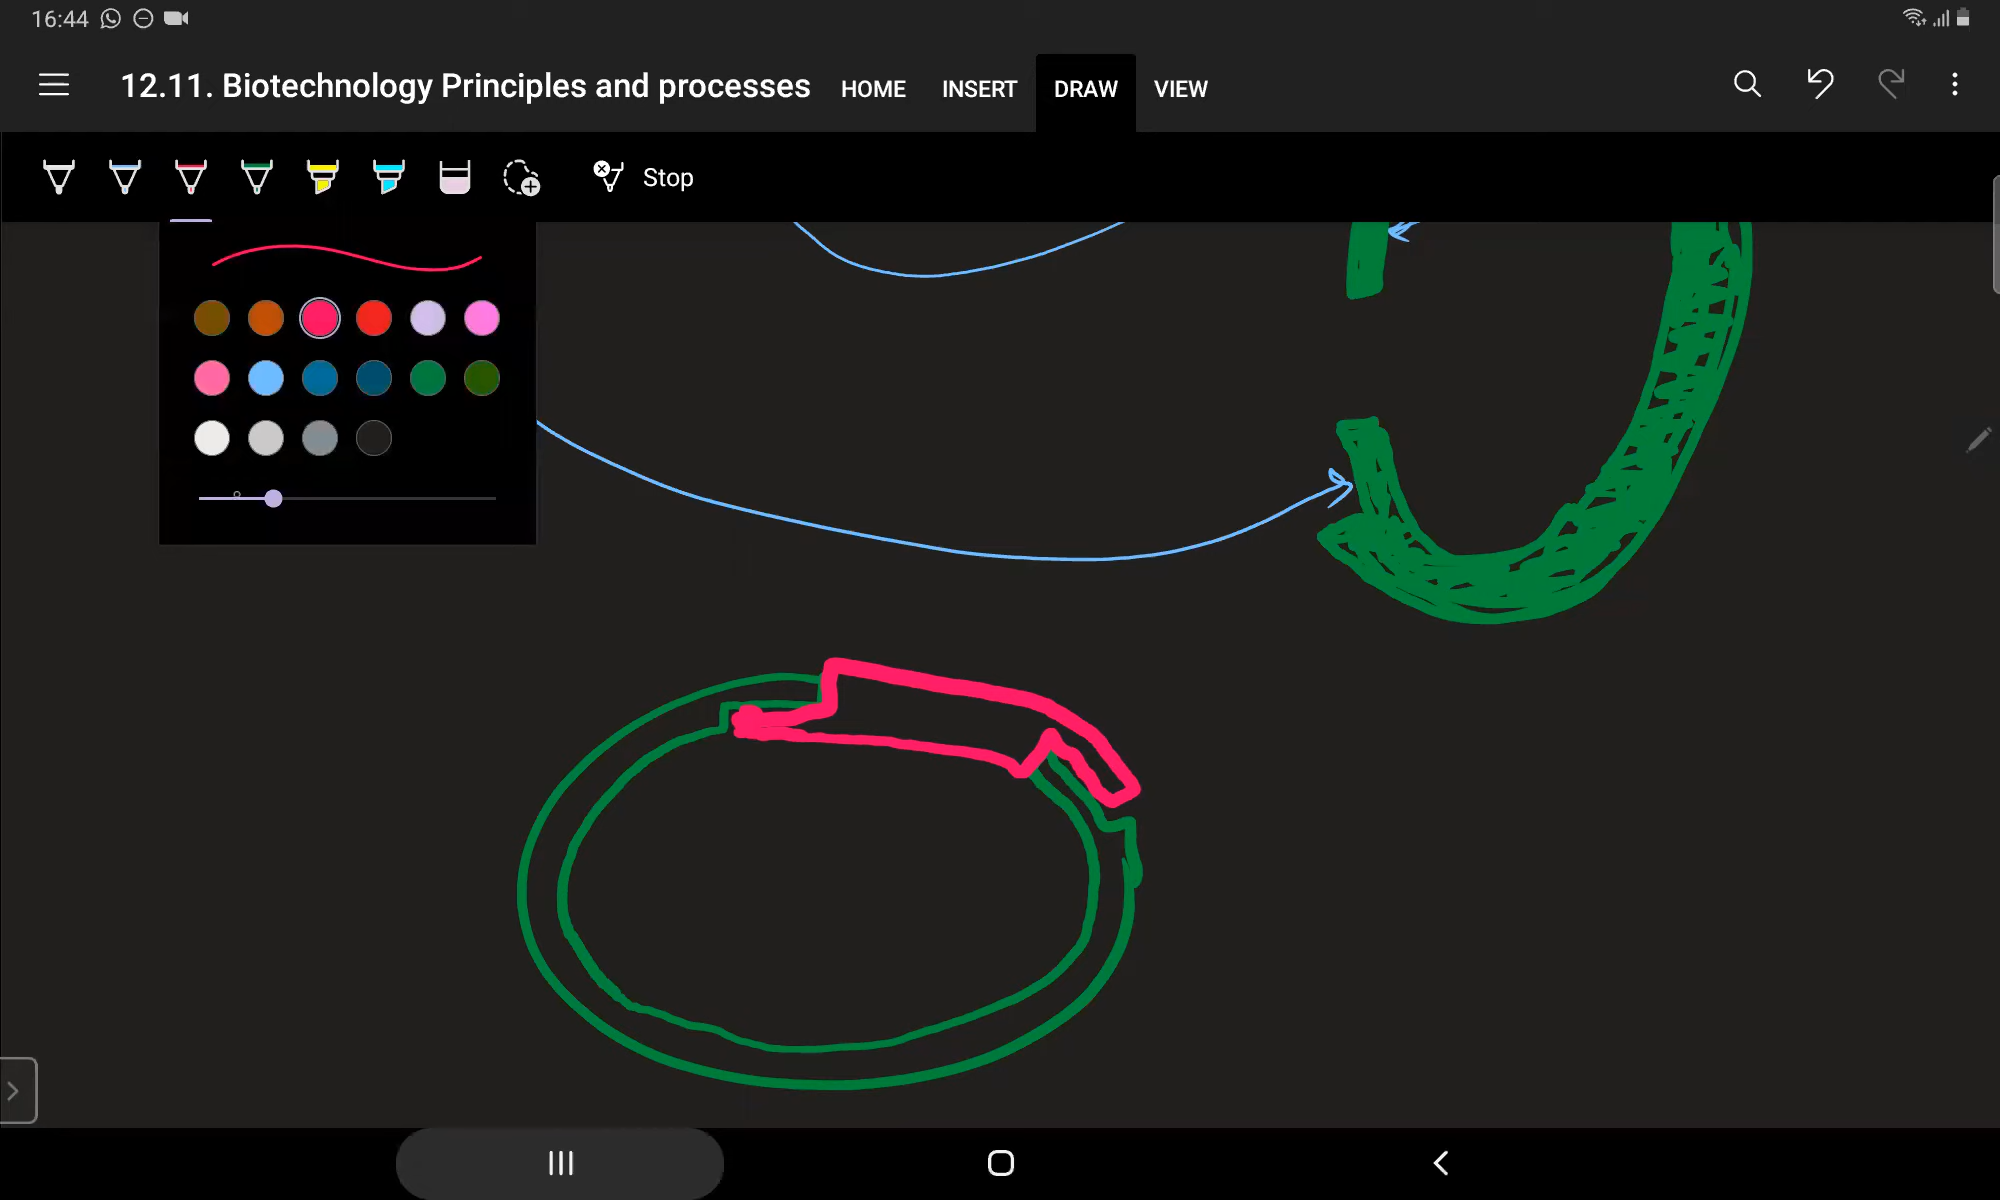 16:44
12.11. Biotechnology Principles and processes HOME INSERT DRAW VIEW
Stop